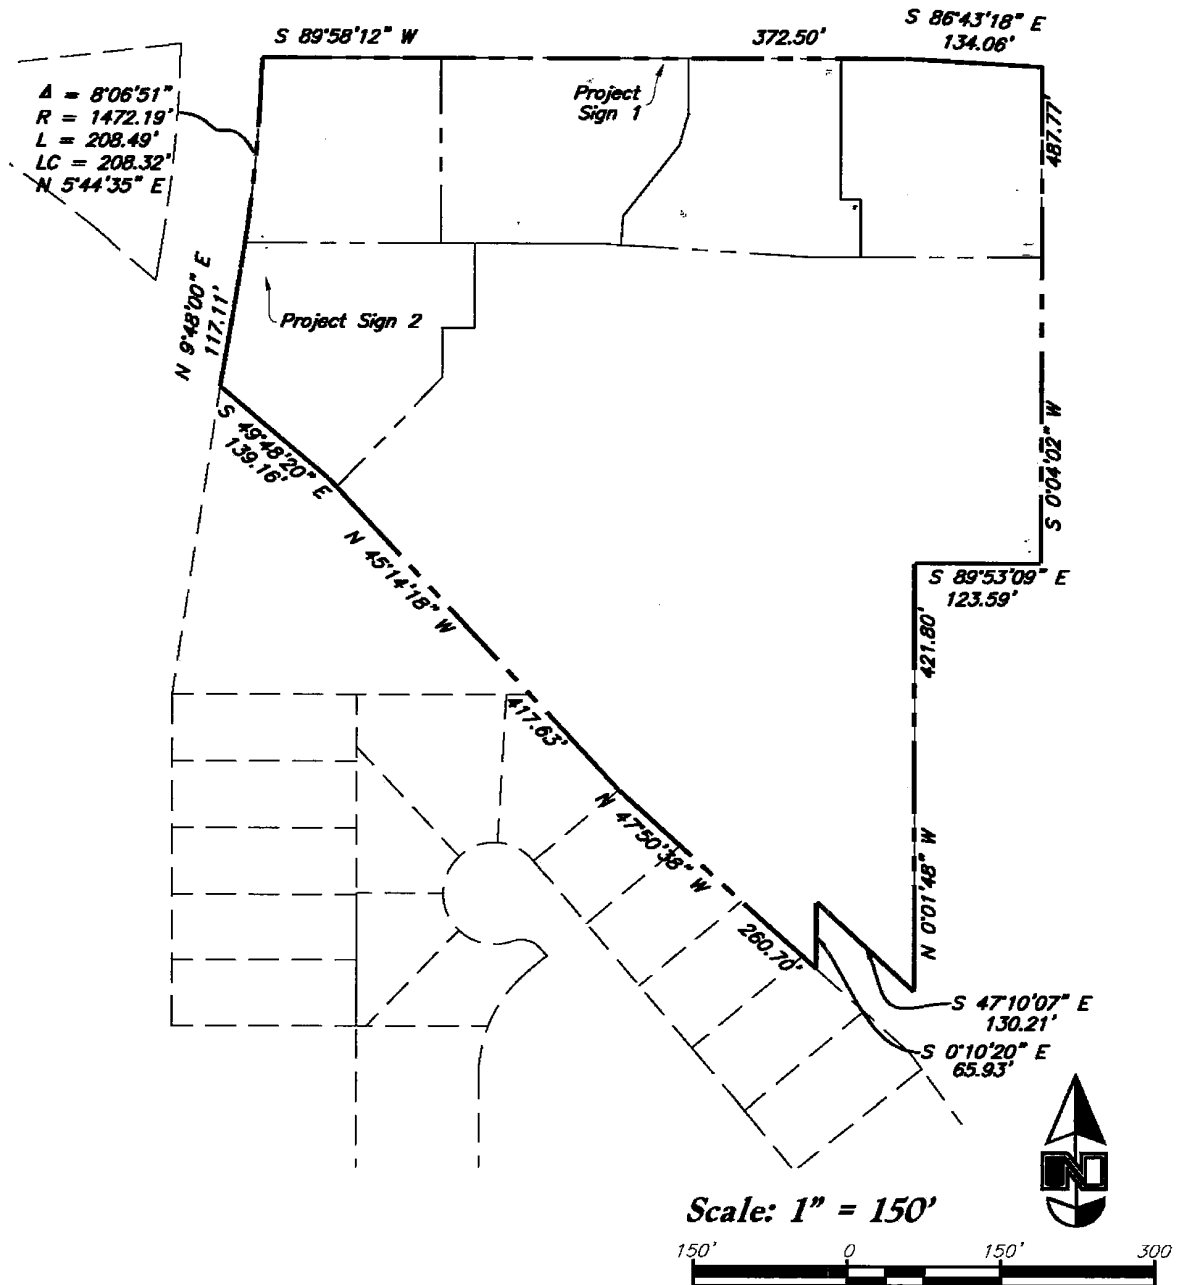 S 89°58'12" W
372.50'
S 86°43'18" E
134.06'
Δ = 8°06'51"
R = 1472.19'
L = 208.49'
LC = 208.32'
N 5°44'35" E
Project
Sign 1
487.77'
N 9°48'00" E
117.11'
Project Sign 2
S 49°48'20" E
139.16'
S 0°04'02" W
N 45°14'18" W
S 89°53'09" E
123.59'
421.80'
417.63'
N 47°50'38" W
N 0°01'48" W
260.70'
S 47°10'07" E
130.21'
S 0°10'20" E
65.93'
N
Scale: 1" = 150'
150' 0 150' 300